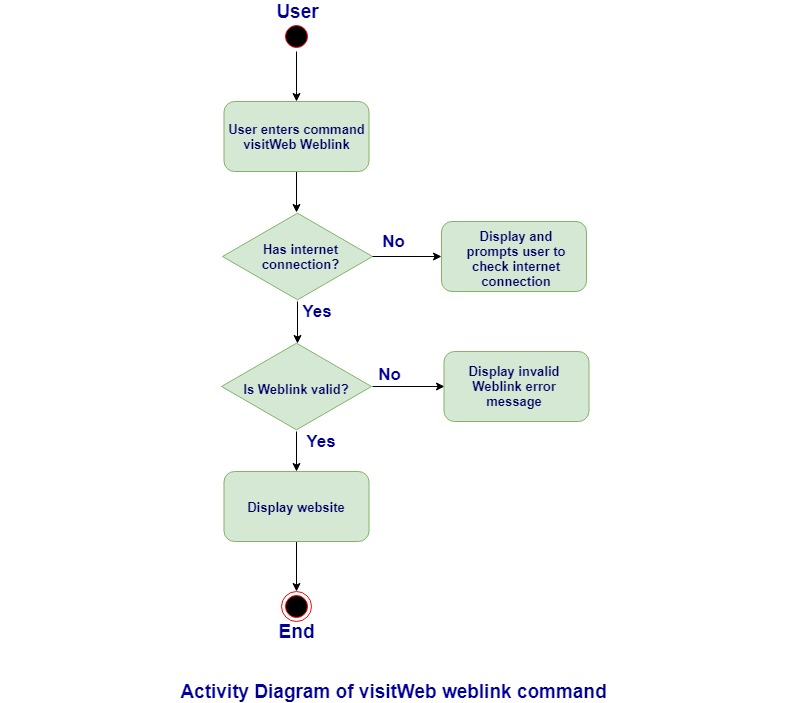 User
User enters command
visitWeb Weblink
Has internet
connection?
No
Display and
prompts user to
check internet
connection
Yes
Is Weblink valid?
No
Display invalid
Weblink error
message
Yes
Display website
End
Activity Diagram of visitWeb weblink command